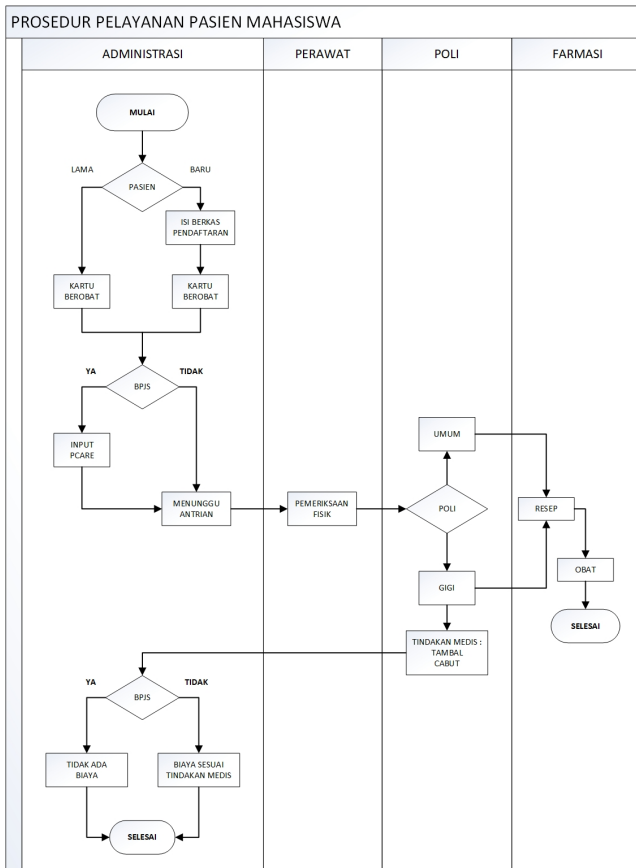 PROSEDUR PELAYANAN PASIEN MAHASISWA
ADMINISTRASI
PERAWAT
POLI
FARMASI
MULAI
LAMA
BARU
PASIEN
ISI BERKAS
PENDAFTARAN
KARTU
BEROBAT
KARTU
BEROBAT
YA
TIDAK
BPJS
INPUT
PCARE
MENUNGGU
ANTRIAN
PEMERIKSAAN
FISIK
UMUM
POLI
GIGI
TINDAKAN MEDIS :
TAMBAL
CABUT
RESEP
OBAT
SELESAI
YA
TIDAK
BPJS
TIDAK ADA
BIAYA
BIAYA SESUAI
TINDAKAN MEDIS
SELESAI